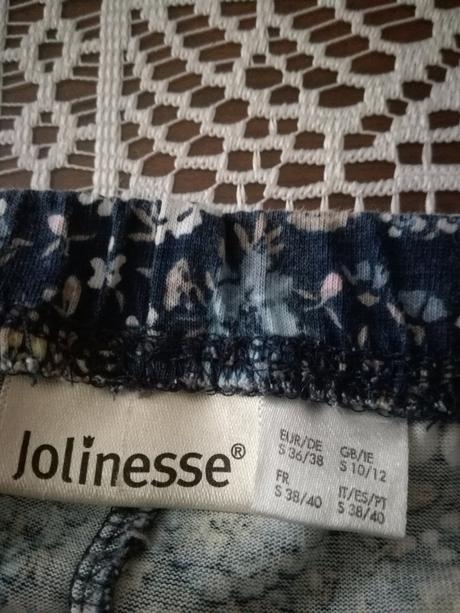 Jolinesse®
EUR/DE
S 36/38
GB/IE
S 10/12
FR
S 38/40
IT/ES/PT
S 38/40